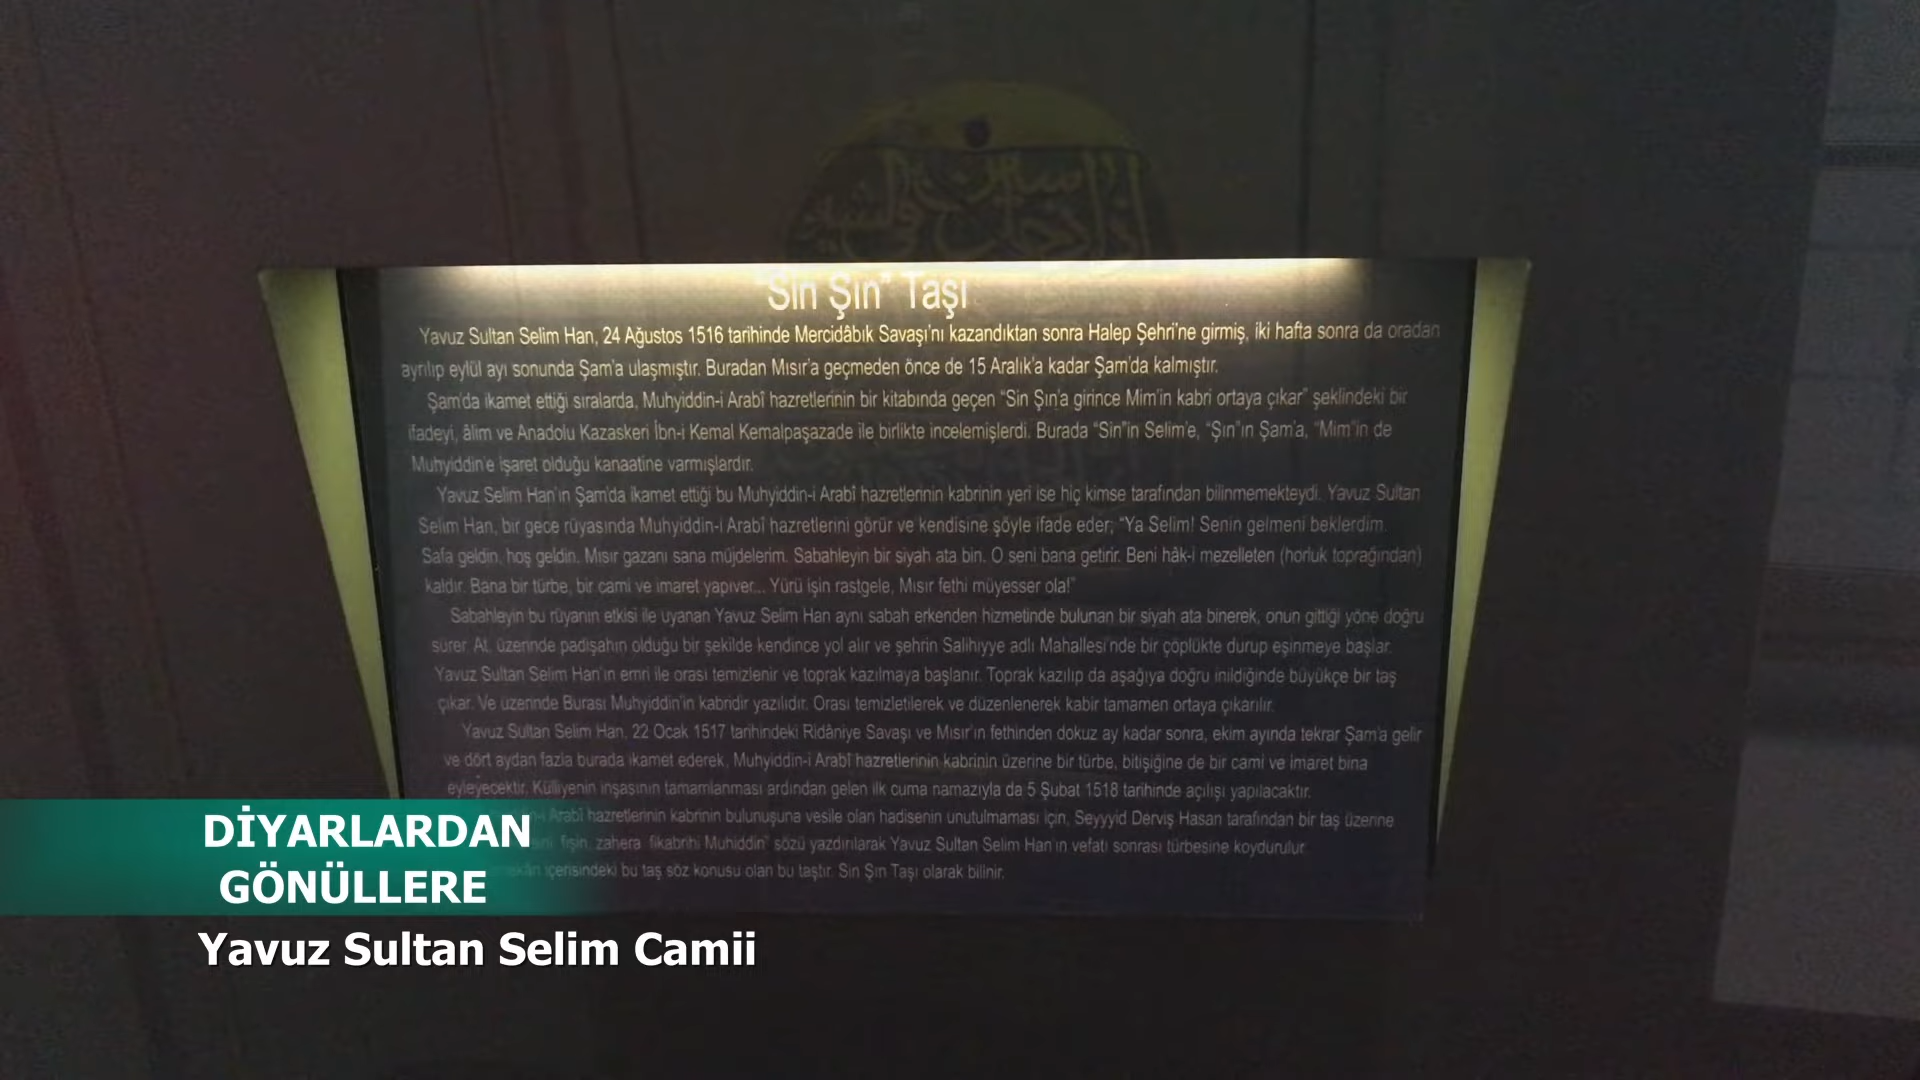 "Sin Şın" Taşı
Yavuz Sultan Selim Han, 24 Ağustos 1516 tarihinde Mercidâbık Savaşı'nı kazandıktan sonra Halep Şehri'ne girmiş, iki hafta sonra da oradan
ayrılıp eylül ayı sonunda Şam'a ulaşmıştır. Buradan Mısır'a geçmeden önce de 15 Aralık'a kadar Şam'da kalmıştır.
Şam'da ikamet ettiği sıralarda, Muhyiddin-i Arabî hazretlerinin bir kitabında geçen "Sin Şın'a girince Mim'in kabri ortaya çıkar" şeklindeki bir
ifadeyi, âlim ve Anadolu Kazaskeri İbn-i Kemal Kemalpaşazade ile birlikte incelemişlerdi. Burada "Sin"in Selim'e, "Şın"ın Şam'a, "Mim"in de
Muhyiddin'e işaret olduğu kanaatine varmışlardır.
Yavuz Selim Han'ın Şam'da ikamet ettiği bu Muhyiddin-i Arabî hazretlerinin kabrinin yeri ise hiç kimse tarafından bilinmemekteydi. Yavuz Sultan
Selim Han, bir gece rüyasında Muhyiddin-i Arabî hazretlerini görür ve kendisine şöyle ifade eder; "Ya Selim! Senin gelmeni beklerdim.
Safa geldin, hoş geldin. Mısır gazanı sana müjdelerim. Sabahleyin bir siyah ata bin. O seni bana getirir. Beni hâk-i mezelleten (horluk toprağından)
kaldır. Bana bir türbe, bir cami ve imaret yapıver... Yürü işin rastgele, Mısır fethi müyesser ola!"
Sabahleyin bu rüyanın etkisi ile uyanan Yavuz Selim Han aynı sabah erkenden hizmetinde bulunan bir siyah ata binerek, onun gittiği yöne doğru
sürer. At, üzerinde padişahın olduğu bir şekilde kendince yol alır ve şehrin Salihiyye adlı Mahallesi'nde bir çöplükte durup eşinmeye başlar.
Yavuz Sultan Selim Han'ın emri ile orası temizlenir ve toprak kazılmaya başlanır. Toprak kazılıp da aşağıya doğru inildiğinde büyükçe bir taş
çıkar. Ve üzerinde Burası Muhyiddin'in kabridir yazılıdır. Orası temizletilerek ve düzenlenerek kabir tamamen ortaya çıkarılır.
Yavuz Sultan Selim Han, 22 Ocak 1517 tarihindeki Ridâniye Savaşı ve Mısır'ın fethinden dokuz ay kadar sonra, ekim ayında tekrar Şam'a gelir
ve dört aydan fazla burada ikamet ederek, Muhyiddin-i Arabî hazretlerinin kabrinin üzerine bir türbe, bitişiğine de bir cami ve imaret bina
eyleyecektir. Külliyenin inşasının tamamlanması ardından gelen ilk cuma namazıyla da 5 Şubat 1518 tarihinde açılışı yapılacaktır.
Arabî hazretlerinin kabrinin bulunuşuna vesile olan hadisenin unutulmaması için, Seyyyid Derviş Hasan tarafından bir taş üzerine
fişin, zahera fikabrihi Muhiddin" sözü yazdırılarak Yavuz Sultan Selim Han'ın vefatı sonrası türbesine koydurulur.
içerisindeki bu taş söz konusu olan bu taştır. Sin Şın Taşı olarak bilinir.
DİYARLARDAN
GÖNÜLLERE
Yavuz Sultan Selim Camii